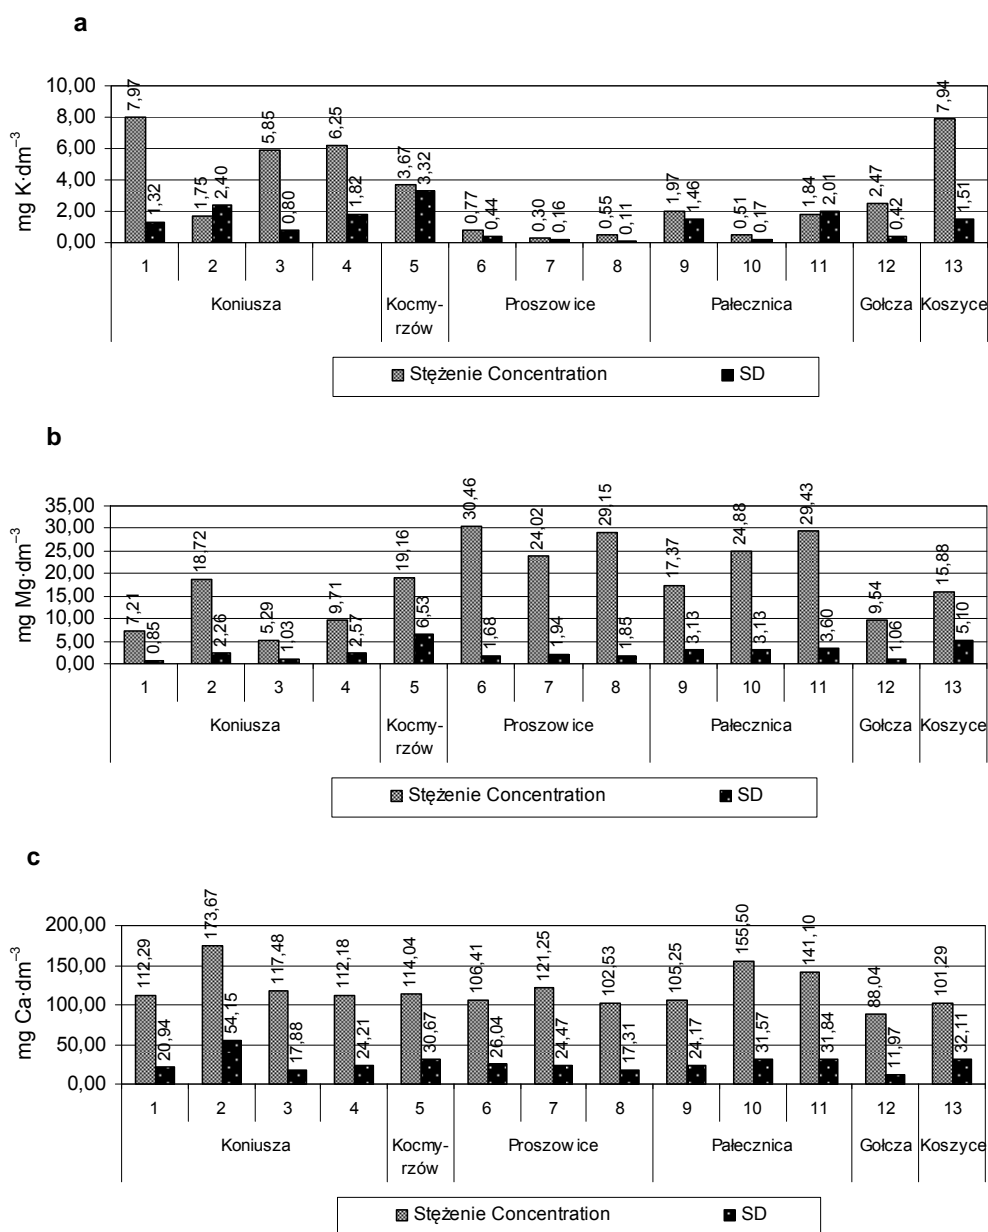 a
mg K·dm⁻³
10,00
8,00
6,00
4,00
2,00
0,00
7,97 1,32 1,75 2,40 5,85 0,80 6,25 1,82 3,67 3,32 0,77 0,44 0,30 0,16 0,55 0,11 1,97 1,46 0,51 0,17 1,84 2,01 2,47 0,42 7,94 1,51
1 2 3 4 5 6 7 8 9 10 11 12 13
Koniusza Kocmy- Proszowice Pałecznica Gołcza Koszyce
rzów
Stężenie Concentration SD
b
mg Mg·dm⁻³
35,00
30,00
25,00
20,00
15,00
10,00
5,00
0,00
7,21 0,85 18,72 2,26 5,29 1,03 9,71 2,57 19,16 6,53 30,46 1,68 24,02 1,94 29,15 1,85 17,37 3,13 24,88 3,13 29,43 3,60 9,54 1,06 15,88 5,10
1 2 3 4 5 6 7 8 9 10 11 12 13
Koniusza Kocmy- Proszowice Pałecznica Gołcza Koszyce
rzów
Stężenie Concentration SD
c
mg Ca·dm⁻³
200,00
150,00
100,00
50,00
0,00
112,29 20,94 173,67 54,15 117,48 17,88 112,18 24,21 114,04 30,67 106,41 26,04 121,25 24,47 102,53 17,31 105,25 24,17 155,50 31,57 141,10 31,84 88,04 11,97 101,29 32,11
1 2 3 4 5 6 7 8 9 10 11 12 13
Koniusza Kocmy- Proszowice Pałecznica Gołcza Koszyce
rzów
Stężenie Concentration SD